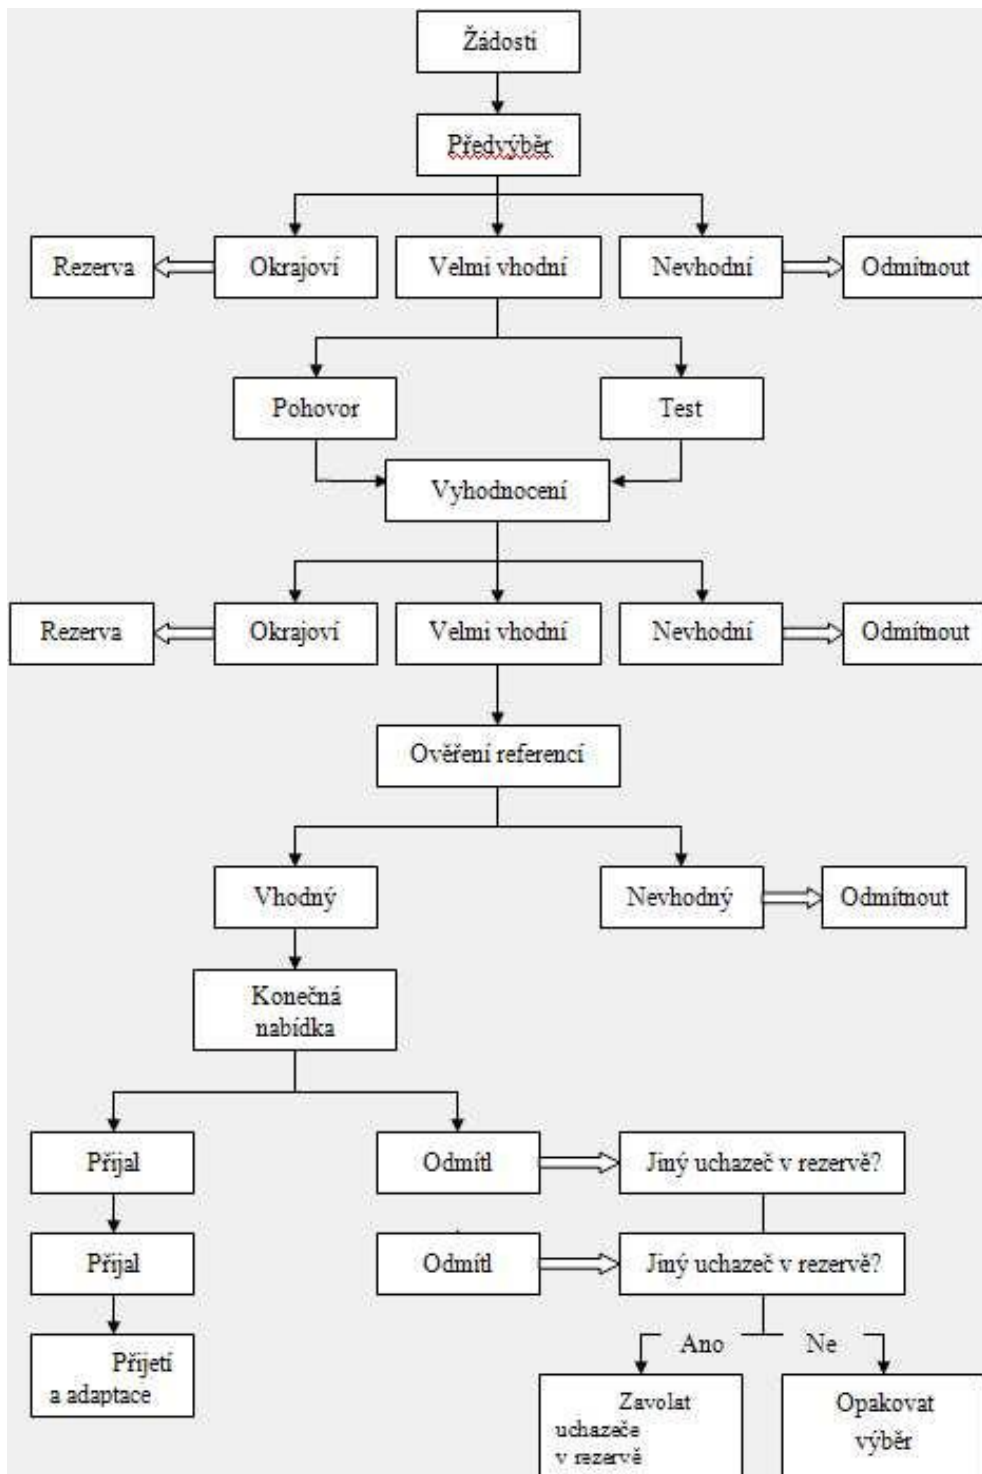 Žádosti
Předvýběr
Rezerva
Okrajoví
Velmi vhodní
Nevhodní
Odmítnout
Pohovor
Test
Vyhodnocení
Rezerva
Okrajoví
Velmi vhodní
Nevhodní
Odmítnout
Ověření referencí
Vhodný
Nevhodný
Odmítnout
Konečná
nabídka
Přijal
Odmítl
Jiný uchazeč v rezervě?
Přijal
Odmítl
Jiný uchazeč v rezervě?
Ano
Ne
Přijetí
a adaptace
Zavolat
uchazeče
v rezervě
Opakovat
výběr